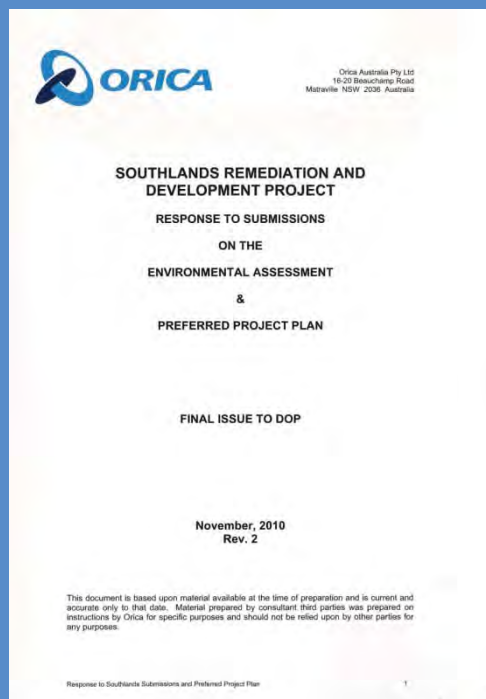 ORICA
Orica Australia Pty Ltd
16-20 Beauchamp Road
Matraville NSW 2036 Australia
SOUTHLANDS REMEDIATION AND
DEVELOPMENT PROJECT
RESPONSE TO SUBMISSIONS
ON THE
ENVIRONMENTAL ASSESSMENT
&
PREFERRED PROJECT PLAN
FINAL ISSUE TO DOP
November, 2010
Rev. 2
This document is based upon material available at the time of preparation and is current and
accurate only to that date. Material prepared by consultant third parties was prepared on
instructions by Orica for specific purposes and should not be relied upon by other parties for
any purposes.
Response to Southlands Submissions and Preferred Project Plan
1